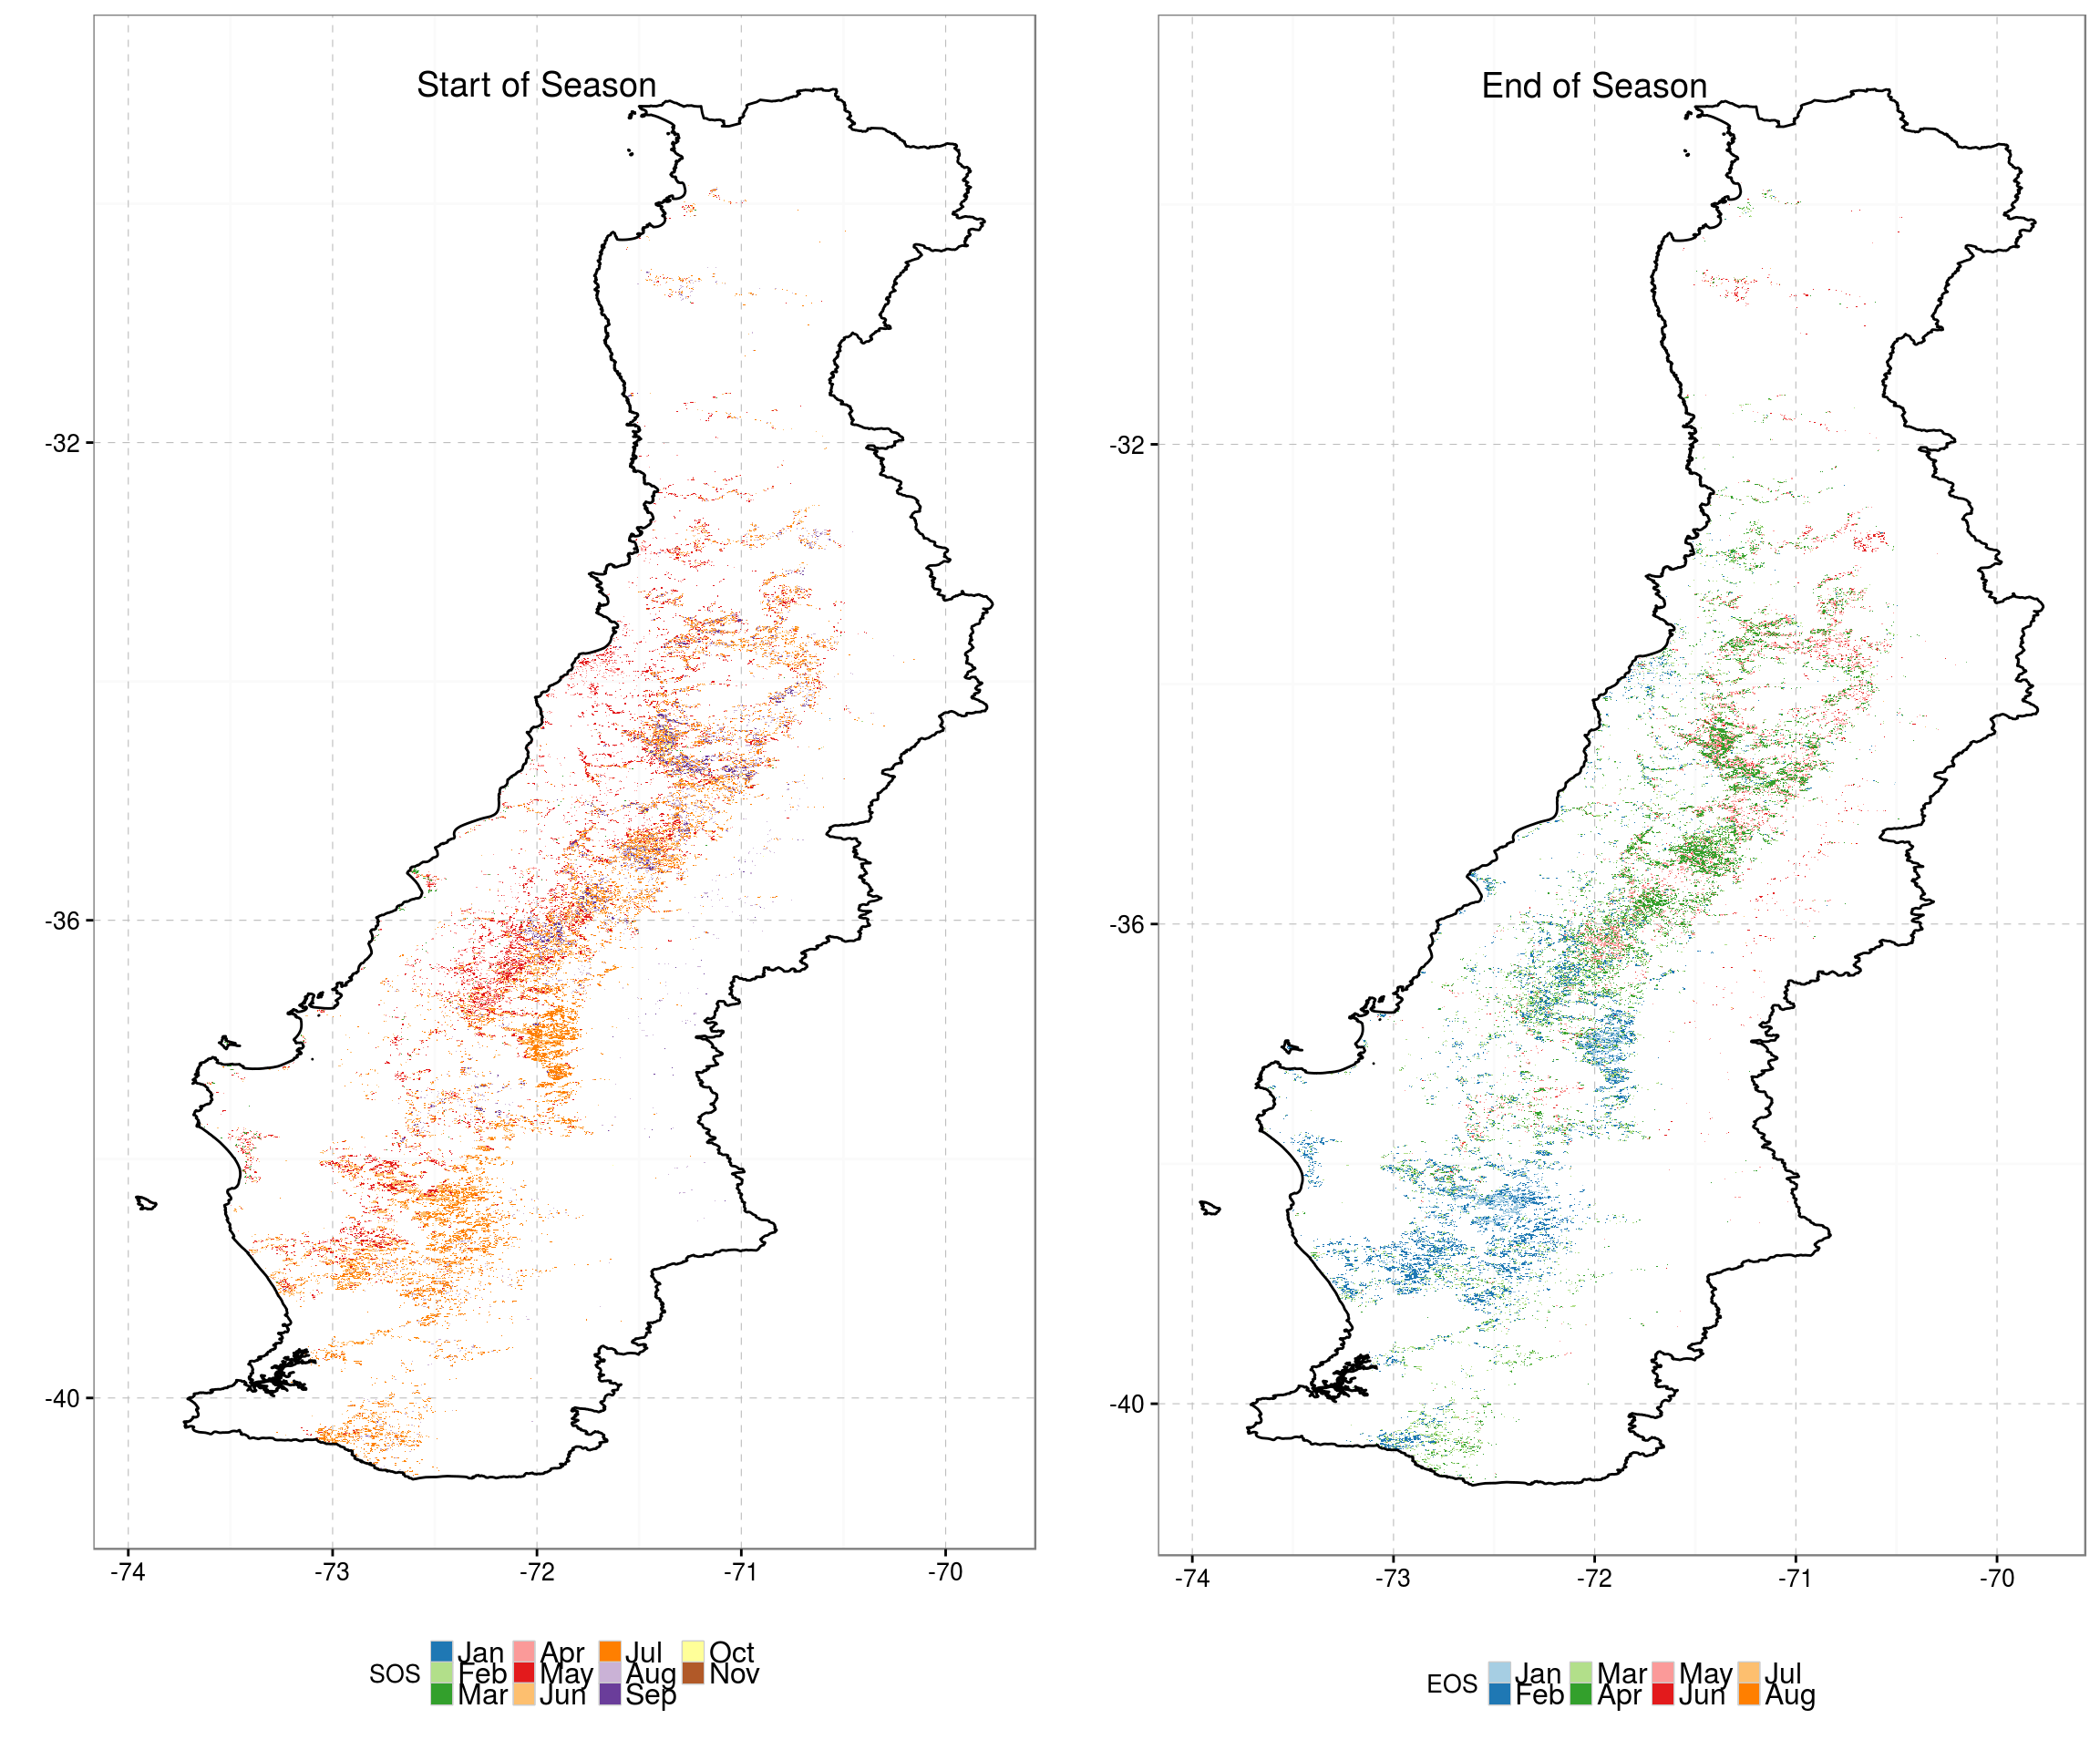 Start of Season
End of Season
-32
-36
-40
-74 -73 -72 -71 -70
-32
-36
-40
-74 -73 -72 -71 -70
SOS
Jan Apr Jul Oct
Feb May Aug Nov
Mar Jun Sep
EOS
Jan Mar May Jul
Feb Apr Jun Aug